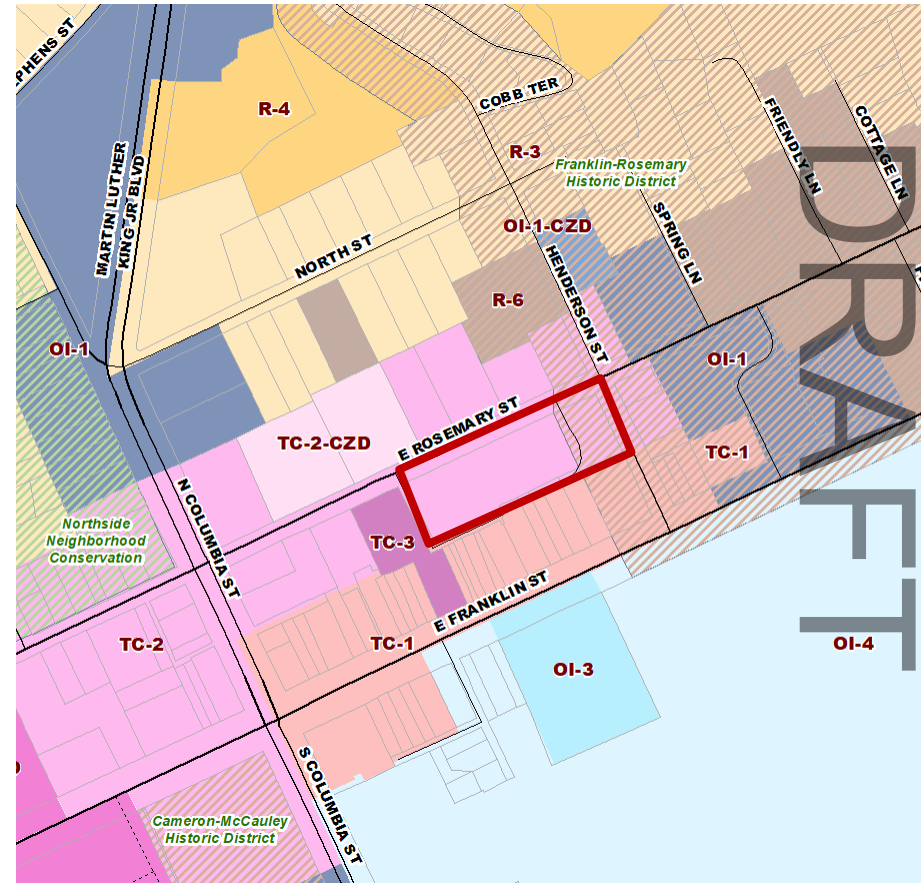 PHENS ST
R-4
COBB TER
R-3
Franklin-Rosemary
Historic District
FRIENDLY LN
COTTAGE LN
MARTIN LUTHER
KING JR BLVD
NORTH ST
OI-1-CZD
SPRING LN
HENDERSON ST
R-6
OI-1
OI-1
E ROSEMARY ST
TC-2-CZD
TC-1
N COLUMBIA ST
Northside
Neighborhood
Conservation
TC-3
E FRANKLIN ST
TC-2
TC-1
OI-3
OI-4
S COLUMBIA ST
Cameron-McCauley
Historic District
DRAFT